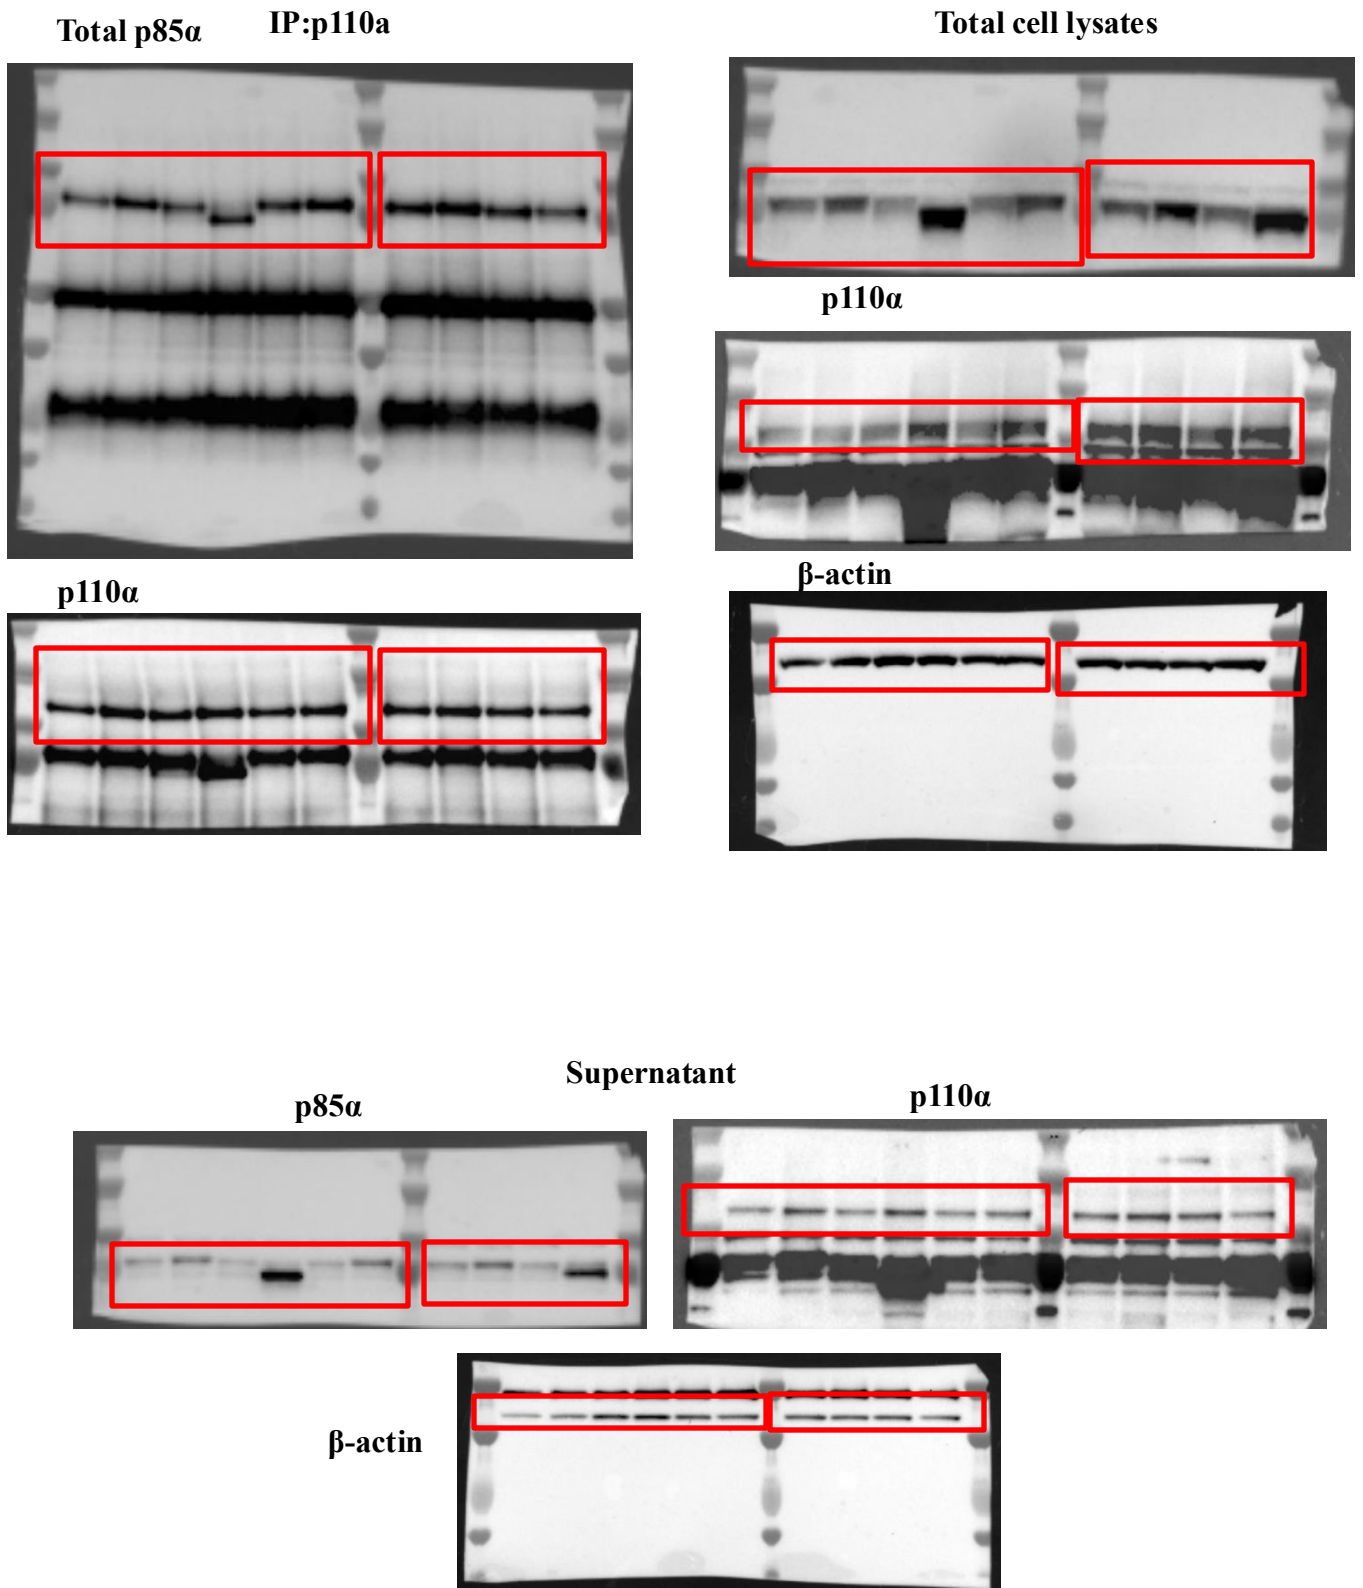 Total p85α
IP:p110a
Total cell lysates
p110α
β-actin
p110α
Supernatant
p85α
p110α
β-actin